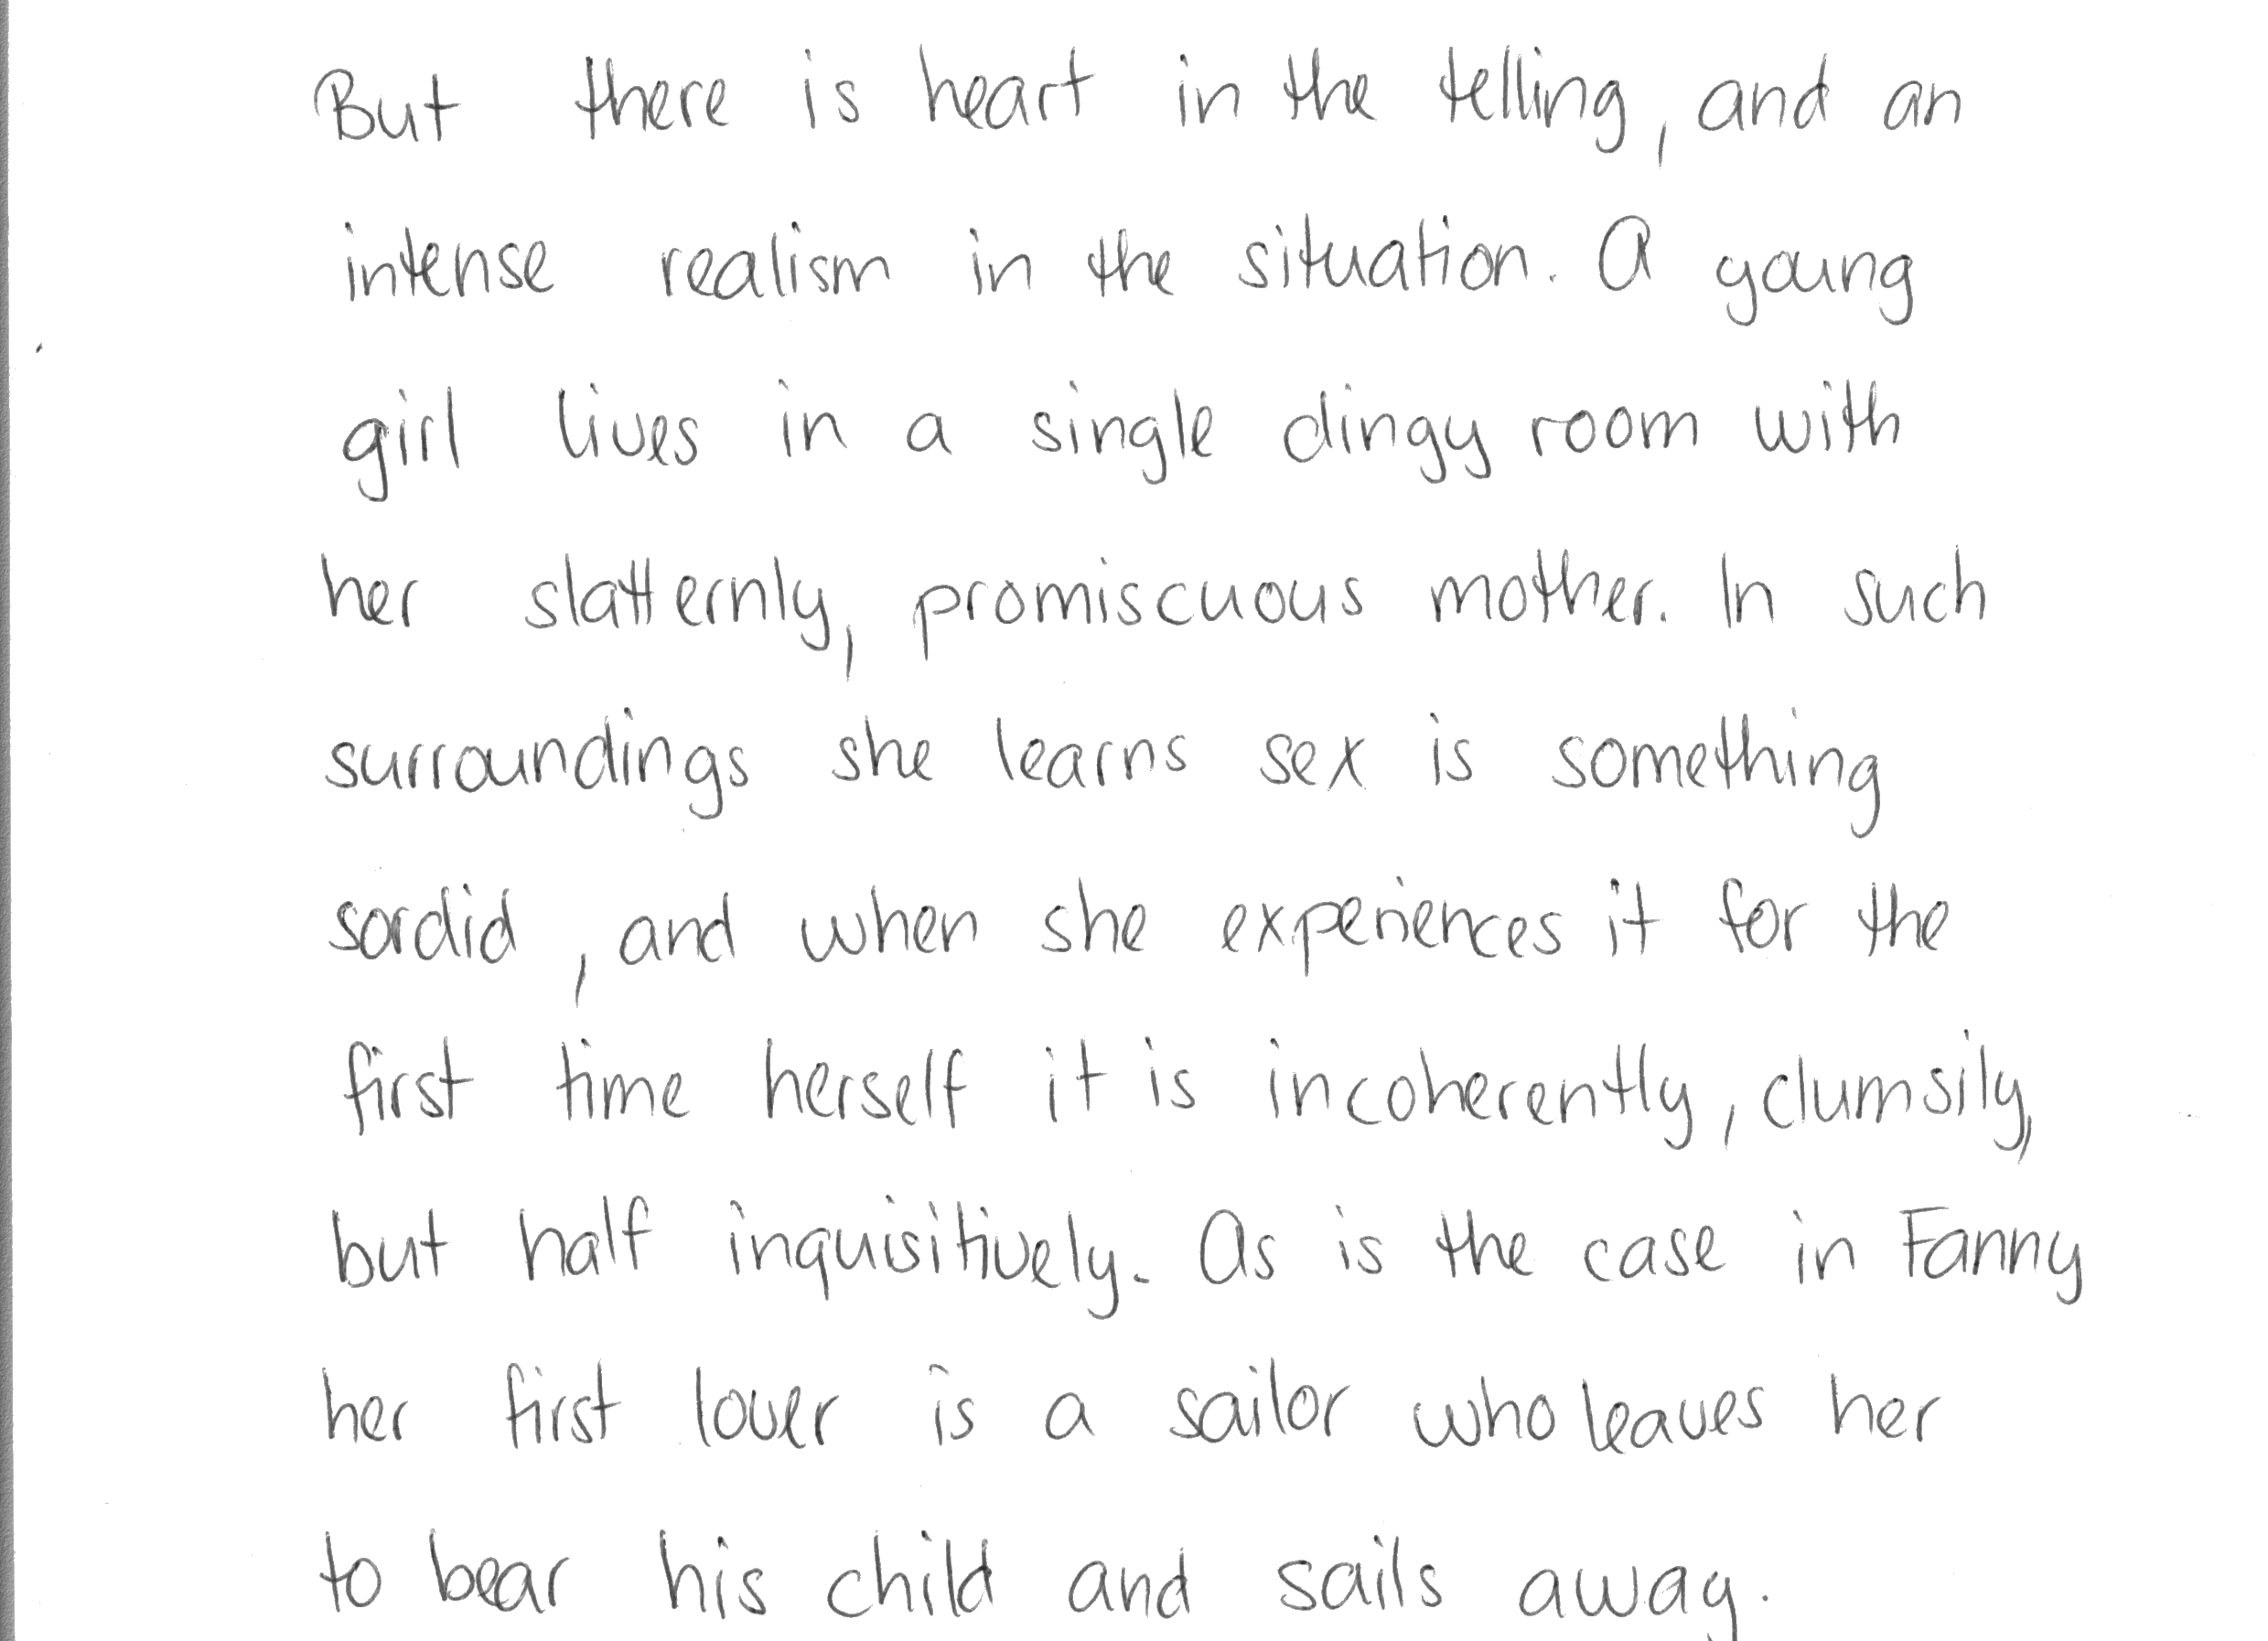 But there is heart in the telling, and an
intense realism in the situation. A young
girl lives in a single dingy room with
her slatternly, promiscuous mother. In such
surroundings she learns sex is something
sordid, and when she experiences it for the
first time herself it is incoherently, clumsily,
but half inquisitively. As is the case in Fanny
her first lover is a sailor who leaves her
to bear his child and sails away.